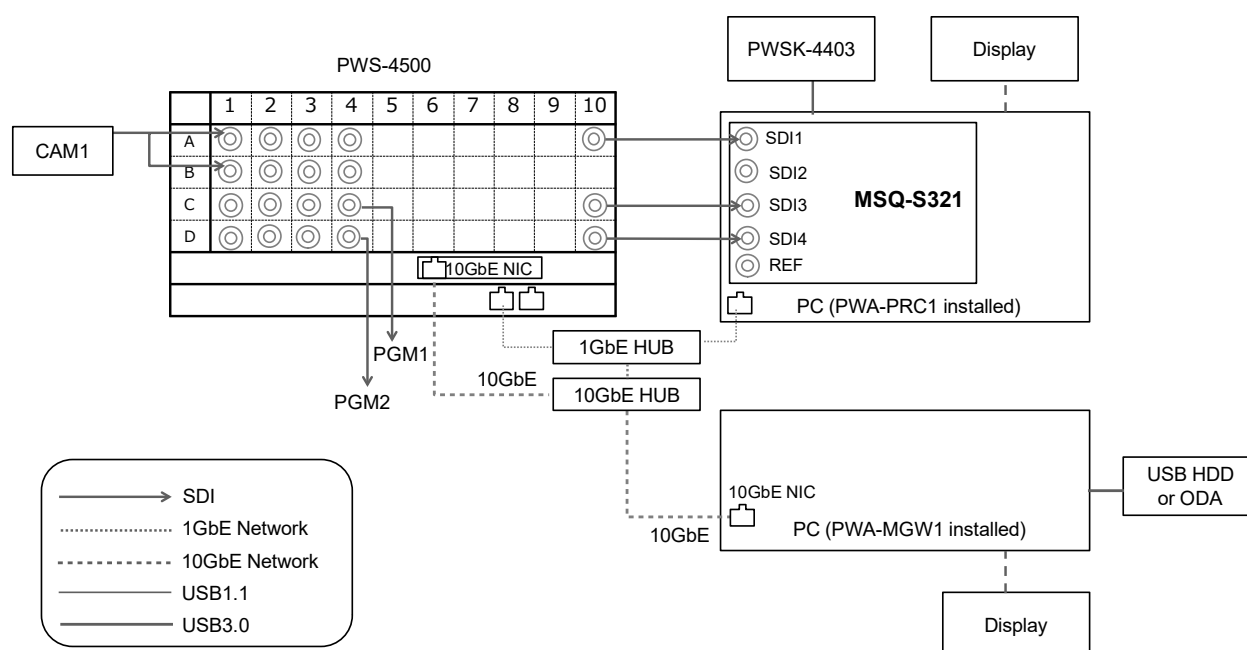 PWSK-4403
Display
PWS-4500
1 2 3 4 5 6 7 8 9 10
CAM1
A
B
C
D
SDI1
SDI2
SDI3
SDI4
REF
MSQ-S321
10GbE NIC
PC (PWA-PRC1 installed)
1GbE HUB
PGM1
10GbE
10GbE HUB
PGM2
SDI
1GbE Network
10GbE Network
USB1.1
USB3.0
10GbE NIC
10GbE
PC (PWA-MGW1 installed)
USB HDD
or ODA
Display